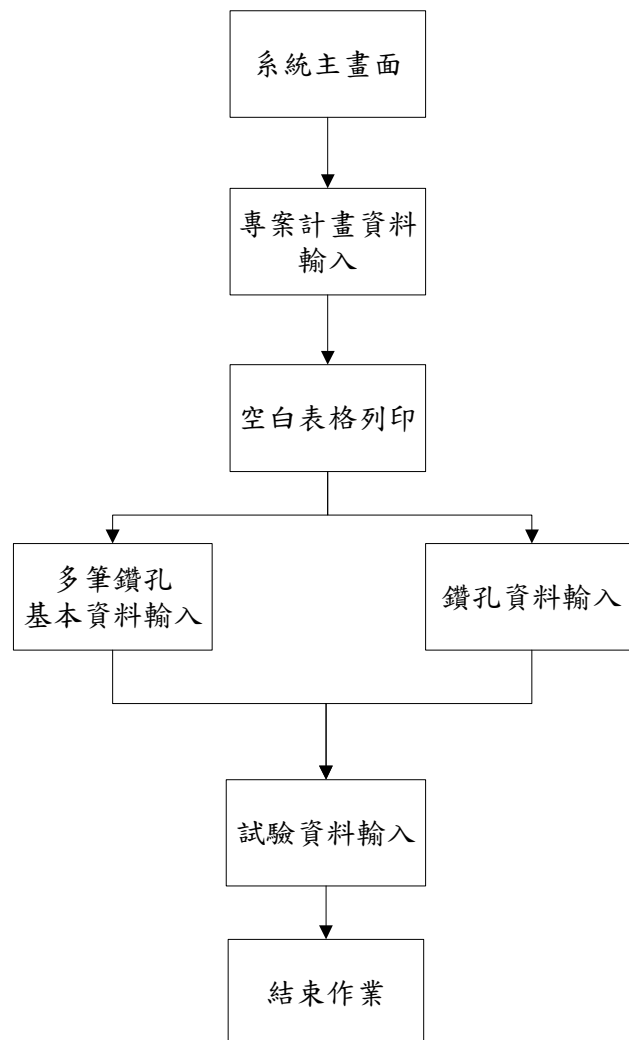 系統主畫面
專案計畫資料
輸入
空白表格列印
多筆鑽孔
基本資料輸入
鑽孔資料輸入
試驗資料輸入
結束作業